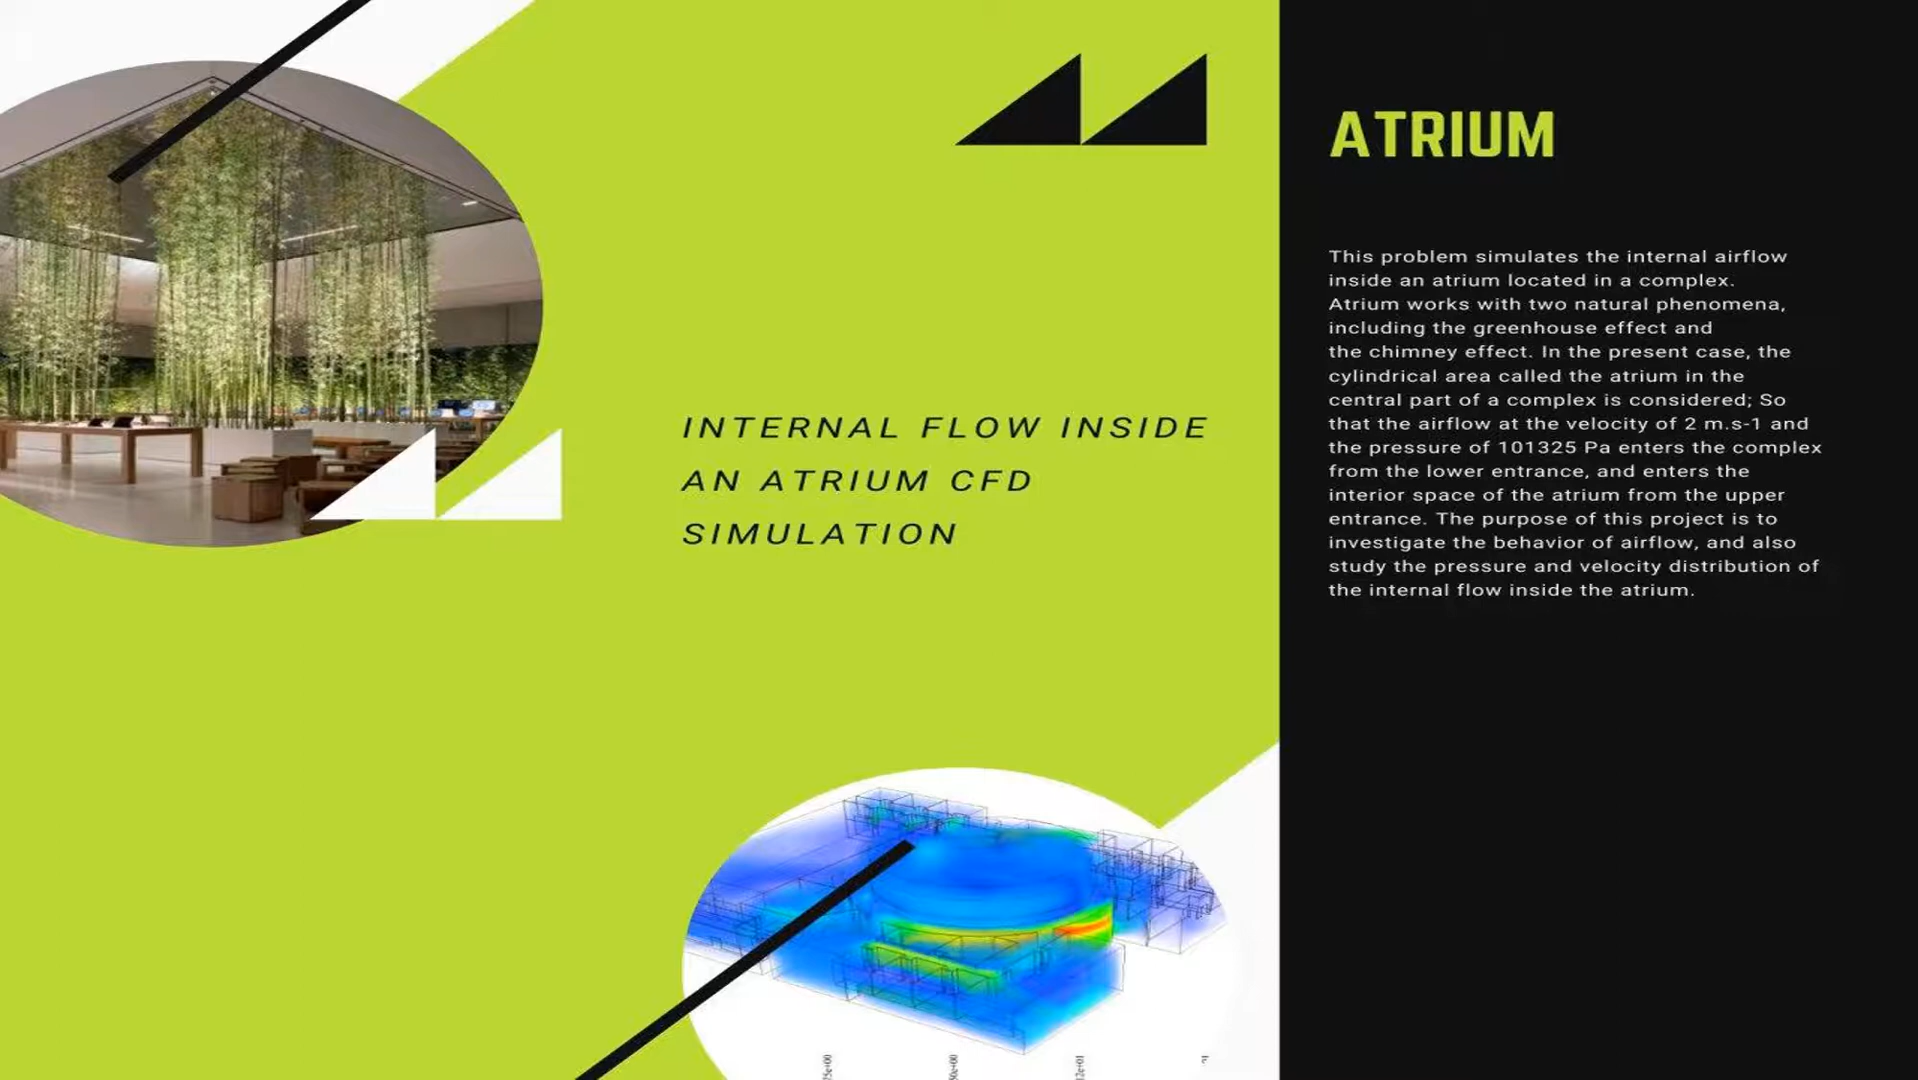 ATRIUM
This problem simulates the internal airflow
inside an atrium located in a complex.
Atrium works with two natural phenomena,
including the greenhouse effect and
the chimney effect. In the present case, the
cylindrical area called the atrium in the
central part of a complex is considered; So
that the airflow at the velocity of 2 m.s-1 and
the pressure of 101325 Pa enters the complex
from the lower entrance, and enters the
interior space of the atrium from the upper
entrance. The purpose of this project is to
investigate the behavior of airflow, and also
study the pressure and velocity distribution of
the internal flow inside the atrium.
INTERNAL FLOW INSIDE
AN ATRIUM CFD
SIMULATION